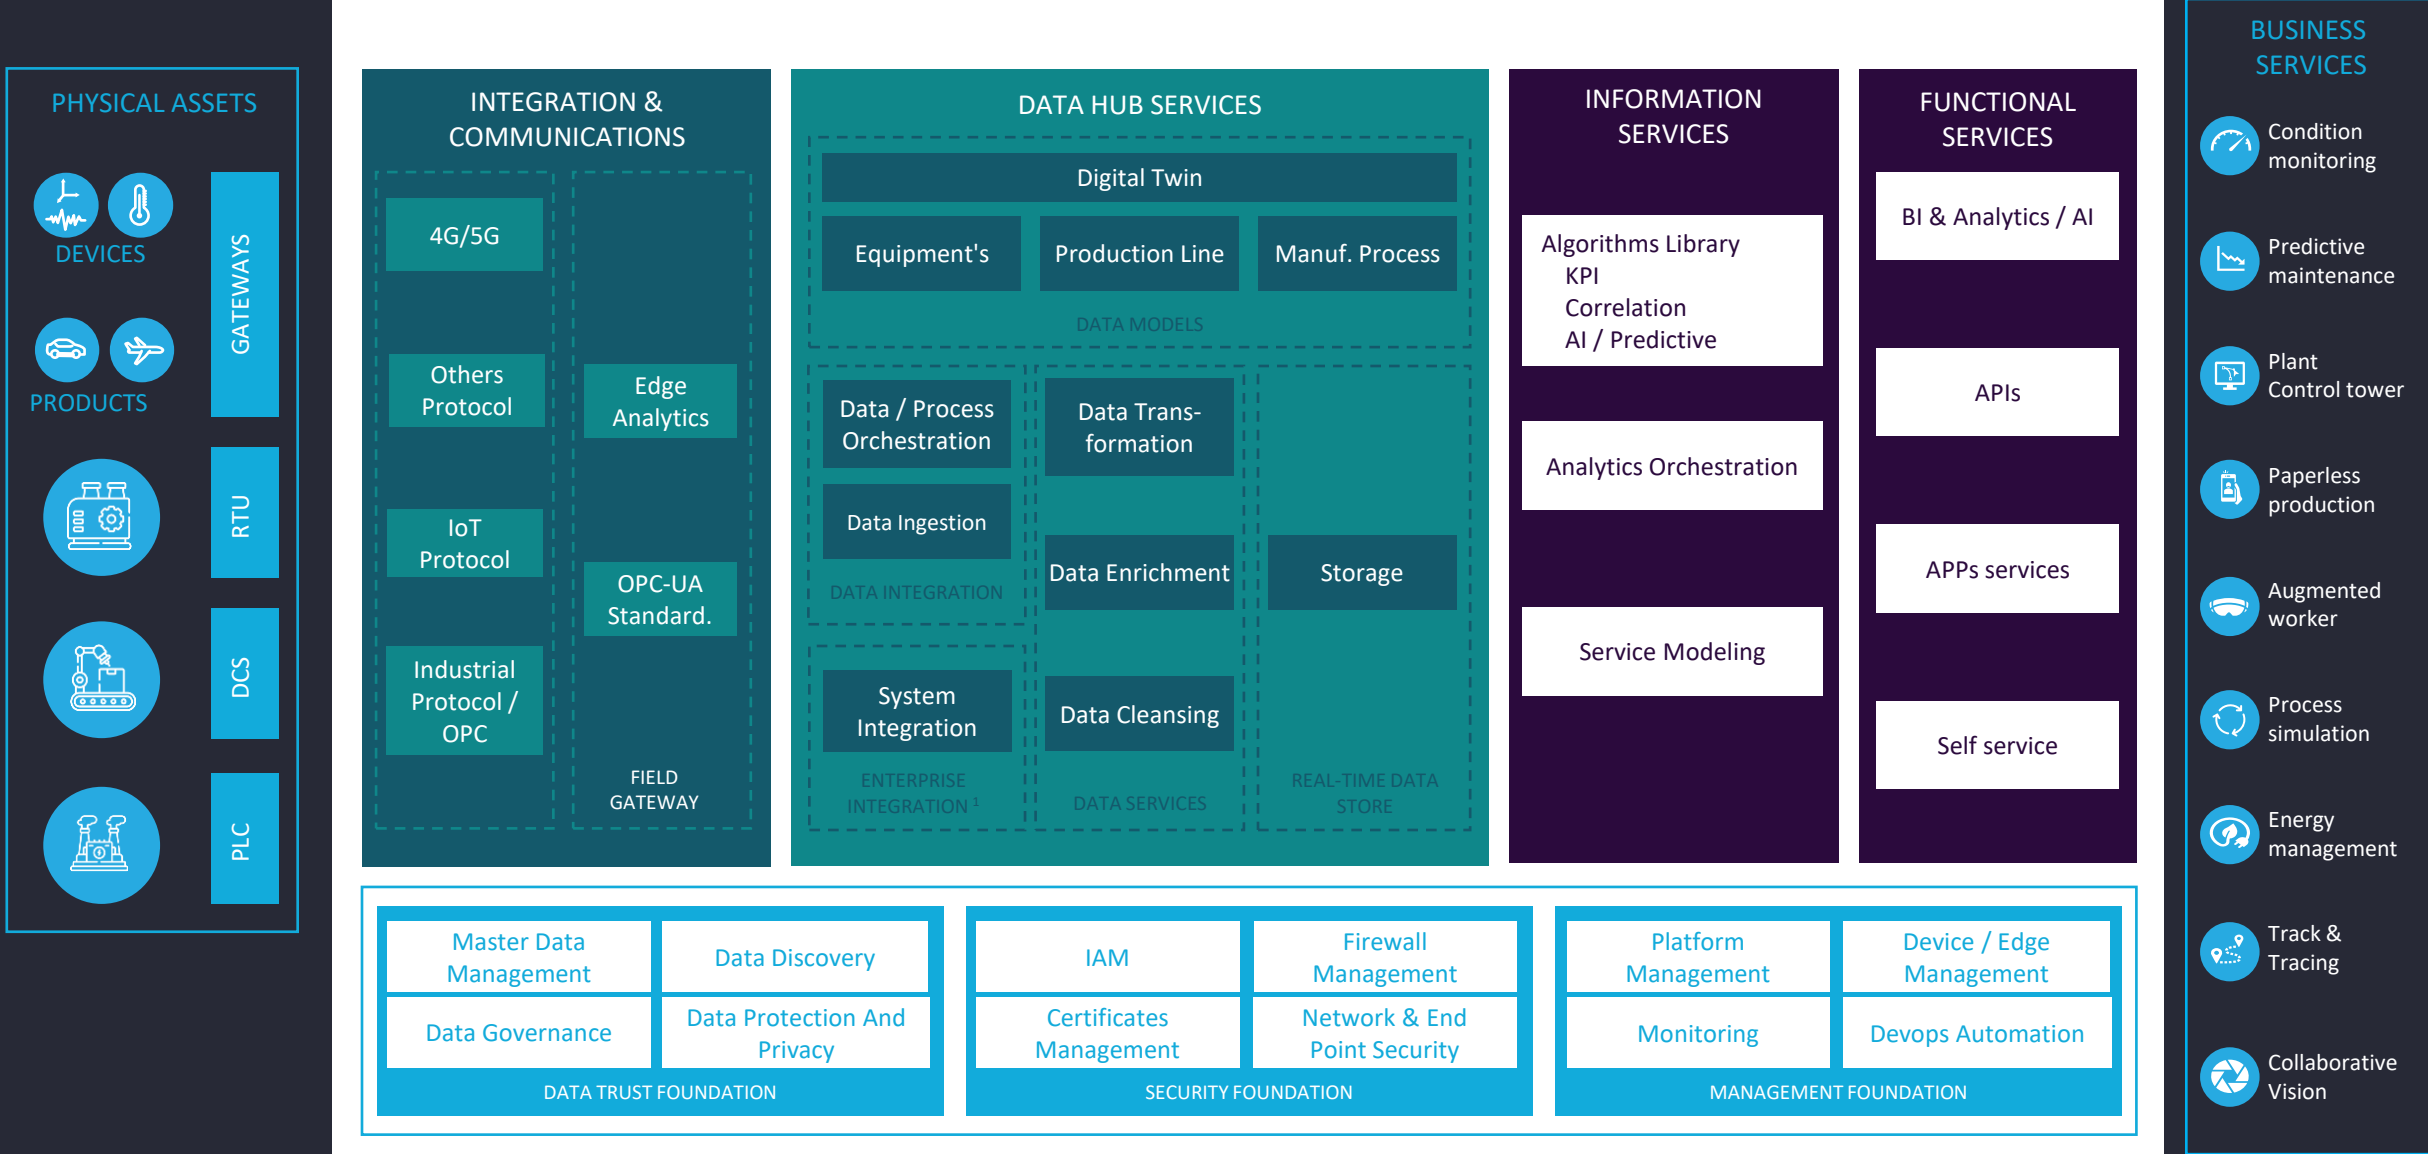 PHYSICAL ASSETS
DEVICES
PRODUCTS
GATEWAYS
RTU
DCS
PLC
INTEGRATION &
COMMUNICATIONS
4G/5G
Others
Protocol
IoT
Protocol
Industrial
Protocol /
OPC
Edge
Analytics
OPC-UA
Standard.
FIELD
GATEWAY
DATA HUB SERVICES
Digital Twin
Equipment's
Production Line
Manuf. Process
DATA MODELS
Data / Process
Orchestration
Data Ingestion
DATA INTEGRATION
System
Integration
ENTERPRISE
INTEGRATION 1
Data Trans-
formation
Data Enrichment
Data Cleansing
DATA SERVICES
Storage
REAL-TIME DATA
STORE
INFORMATION
SERVICES
Algorithms Library
KPI
Correlation
AI / Predictive
Analytics Orchestration
Service Modeling
FUNCTIONAL
SERVICES
BI & Analytics / AI
APIs
APPs services
Self service
Master Data
Management
Data Discovery
Data Governance
Data Protection And
Privacy
DATA TRUST FOUNDATION
IAM
Firewall
Management
Certificates
Management
Network & End
Point Security
SECURITY FOUNDATION
Platform
Management
Device / Edge
Management
Monitoring
Devops Automation
MANAGEMENT FOUNDATION
BUSINESS
SERVICES
Condition
monitoring
Predictive
maintenance
Plant
Control tower
Paperless
production
Augmented
worker
Process
simulation
Energy
management
Track &
Tracing
Collaborative
Vision